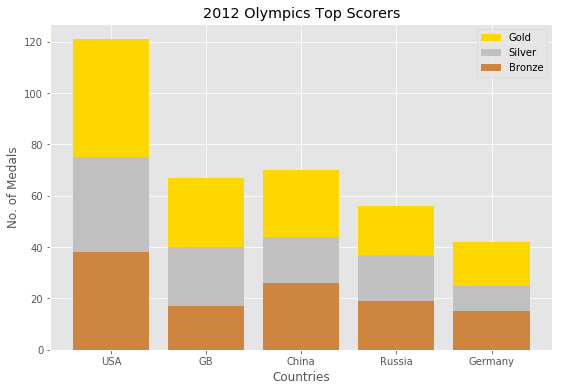 2012 Olympics Top Scorers
Gold
Silver
Bronze
No. of Medals
120
100
80
60
40
20
0
USA
GB
China
Russia
Germany
Countries